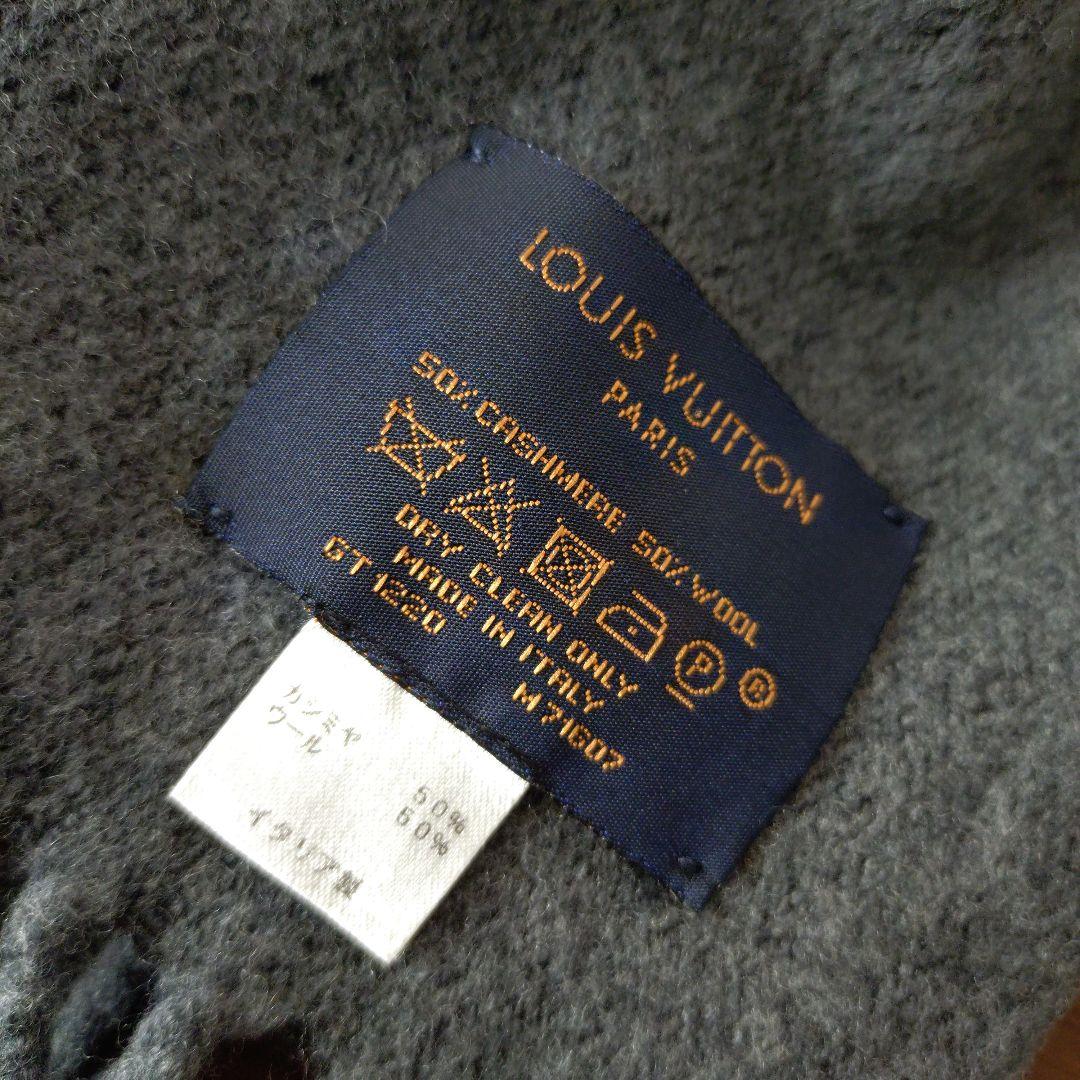 LOUIS VUITTON
PARIS
50% CASHMERE 50% WOOL
P
R
DRY CLEAN ONLY
MADE IN ITALY
GT 1220
M71607
カシミヤ 50%
ウール 50%
イタリア製